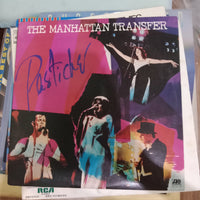 THE MANHATTAN TRANSFER
Pastiche
RCA